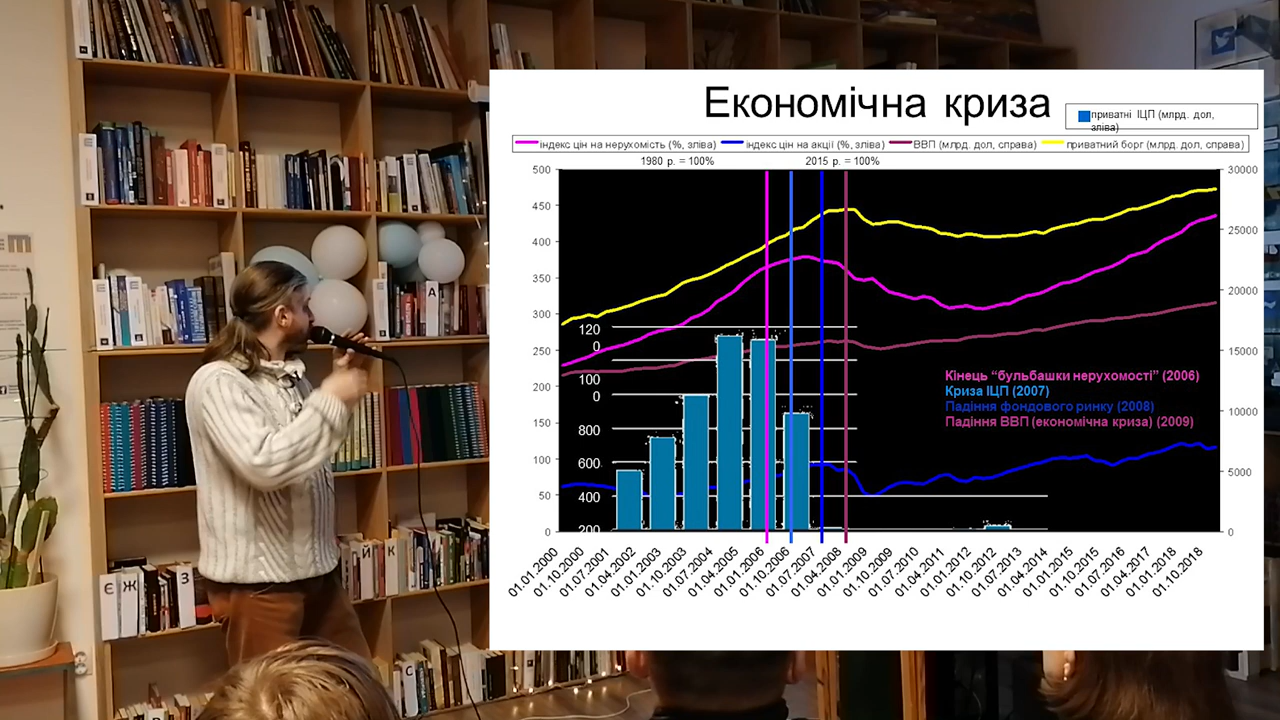 Економічна криза
приватні ІЦП (млрд. дол,
зліва)
індекс цін на нерухомість (%, зліва)
індекс цін на акції (%, зліва)
ВВП (млрд. дол, справа)
приватний борг (млрд. дол, справа)
1980 р. = 100%
2015 р. = 100%
500
450
400
350
300
250
200
150
100
50
0
120
0
100
0
800
600
400
200
30000
25000
20000
15000
10000
5000
0
Кінець “бульбашки нерухомості” (2006)
Криза ІЦП (2007)
Падіння фондового ринку (2008)
Падіння ВВП (економічна криза) (2009)
01.01.2000
01.10.2000
01.07.2001
01.04.2002
01.01.2003
01.10.2003
01.07.2004
01.04.2005
01.01.2006
01.10.2006
01.07.2007
01.04.2008
01.01.2009
01.10.2009
01.07.2010
01.04.2011
01.01.2012
01.10.2012
01.07.2013
01.04.2014
01.01.2015
01.10.2015
01.07.2016
01.04.2017
01.01.2018
01.10.2018
А
Й
К
Є
Ж
З
С